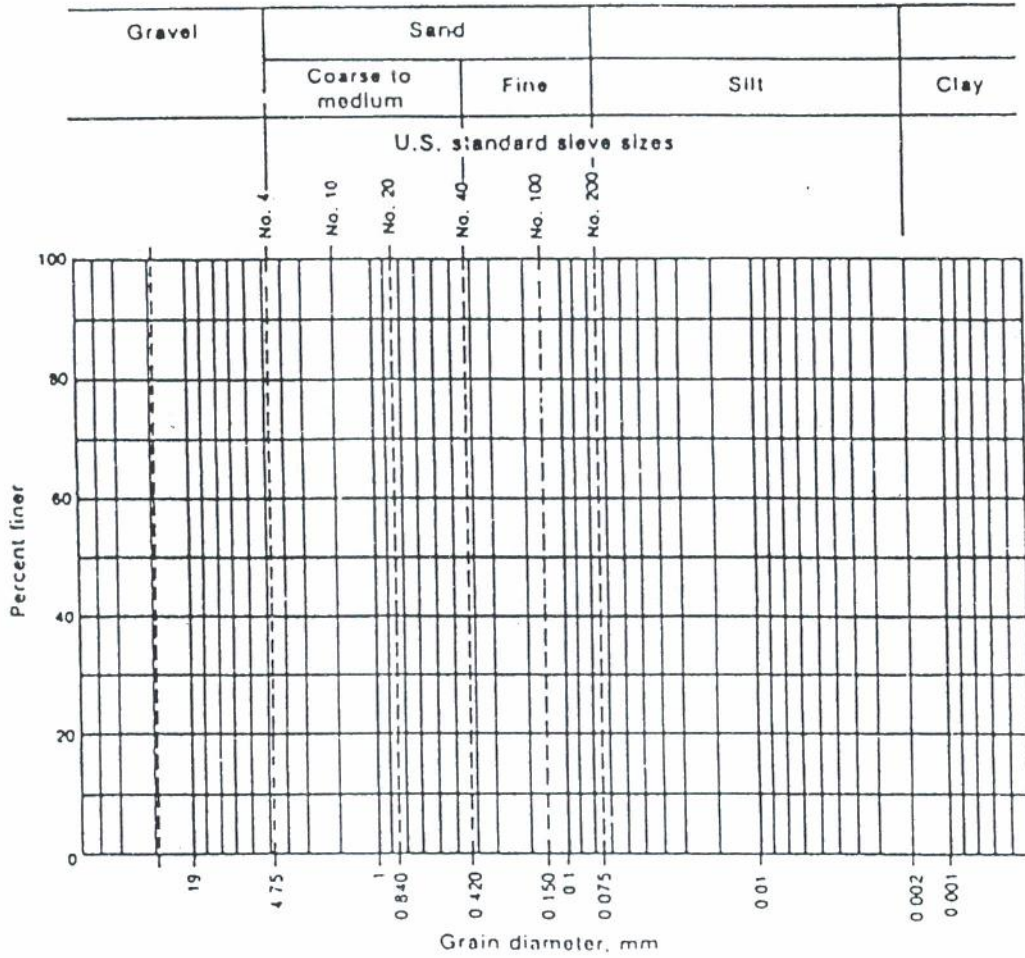 Gravel Sand
Coarse to medium Fine Silt Clay
U.S. standard sieve sizes
No. 4 No. 10 No. 20 No. 40 No. 100 No. 200
100
80
60
40
20
0
Percent finer
19 4 75 1 0 840 0 420 0 150 0 1 0 075 0 01 0 002 0 001
Grain diameter, mm